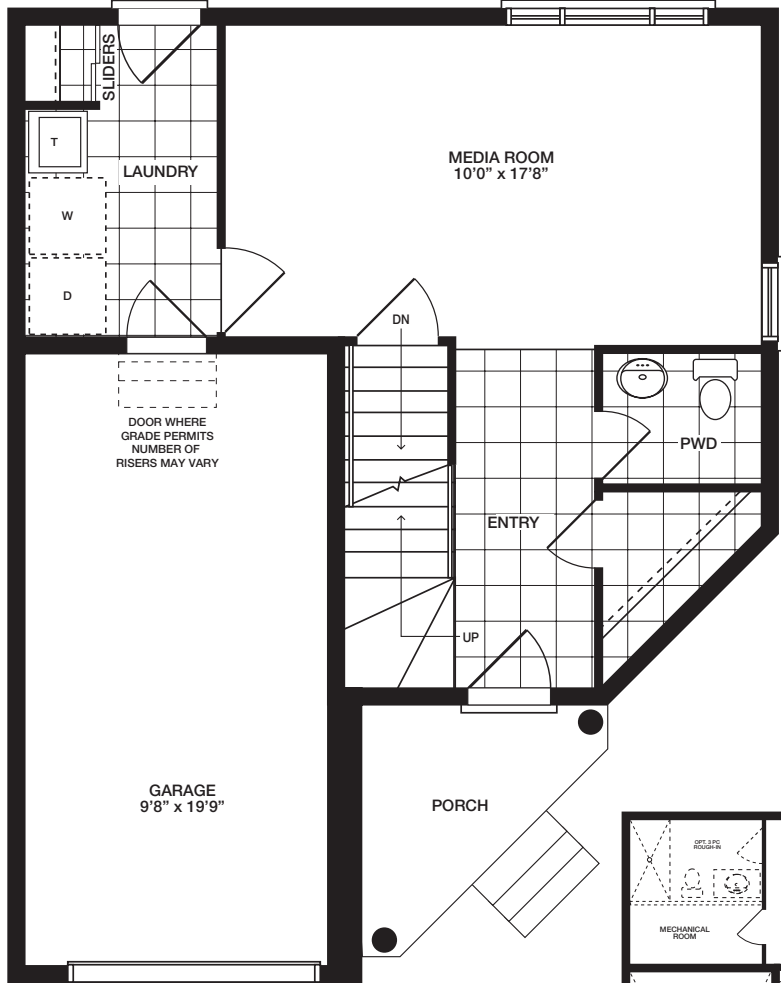 SLIDERS
T
LAUNDRY
W
D
MEDIA ROOM
10’0” x 17’8”
DN
DOOR WHERE
GRADE PERMITS
NUMBER OF
RISERS MAY VARY
PWD
ENTRY
UP
GARAGE
9’8” x 19’9”
PORCH
OPT. 3 PC
ROUGH-IN
MECHANICAL
ROOM